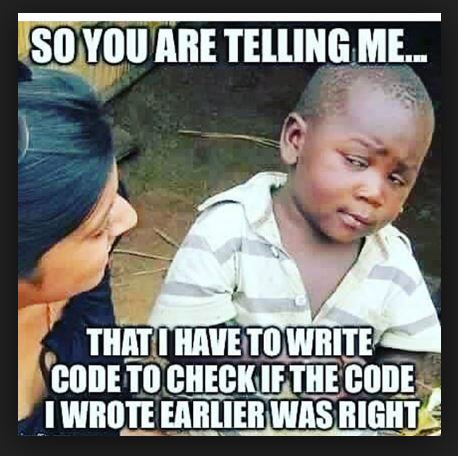 SO YOU ARE TELLING ME...
THAT I HAVE TO WRITE
CODE TO CHECK IF THE CODE
I WROTE EARLIER WAS RIGHT